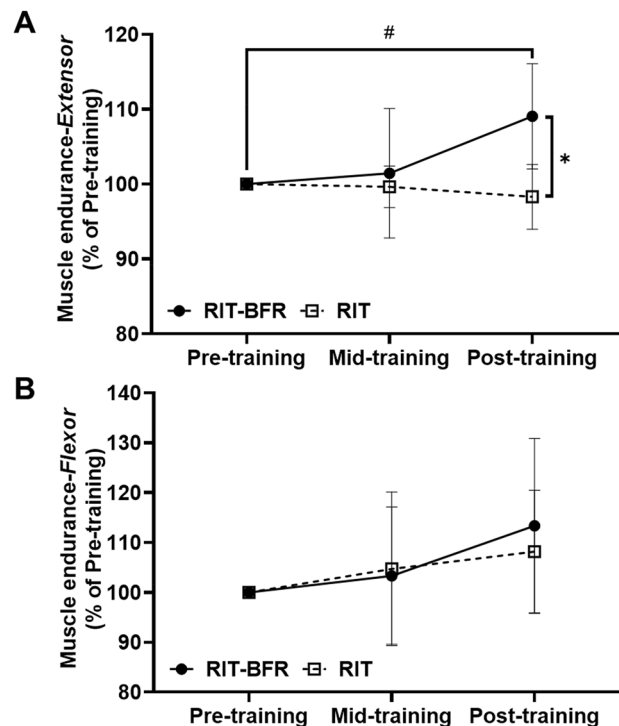 A
Muscle endurance-Extensor
(% of Pre-training)
120
110
100
90
80
#
*
RIT-BFR RIT
Pre-training Mid-training Post-training
B
Muscle endurance-Flexor
(% of Pre-training)
140
130
120
110
100
90
80
RIT-BFR RIT
Pre-training Mid-training Post-training